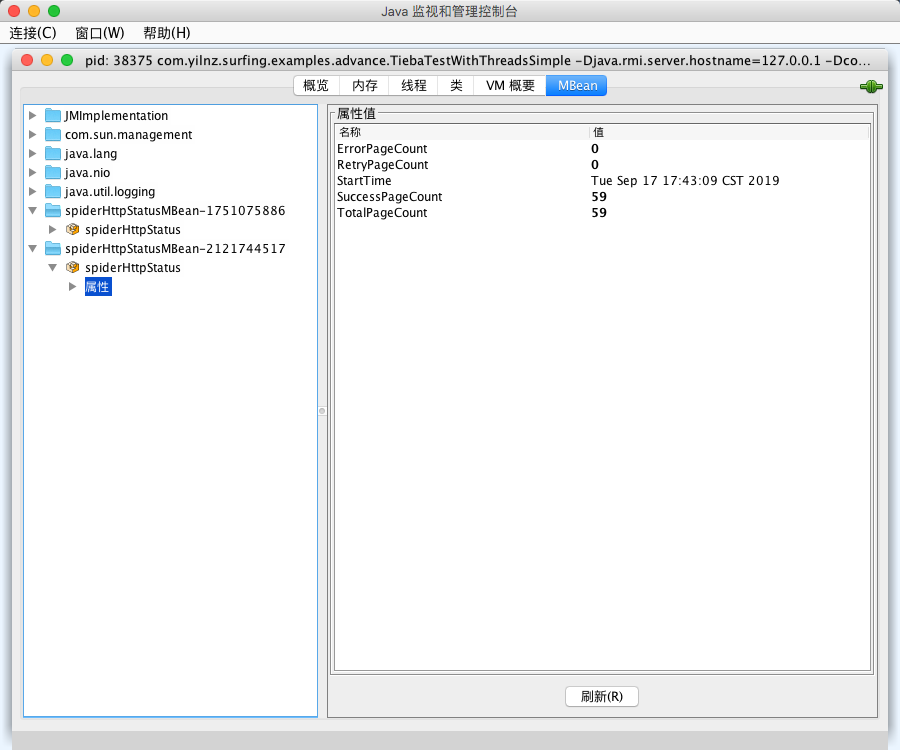 Java 监视和管理控制台
连接(C) 窗口(W) 帮助(H)
pid: 38375 com.yilnz.surfing.examples.advance.TiebaTestWithThreadsSimple -Djava.rmi.server.hostname=127.0.0.1 -Dco...
概览 内存 线程 类 VM 概要 MBean
JMImplementation
com.sun.management
java.lang
java.nio
java.util.logging
spiderHttpStatusMBean-1751075886
spiderHttpStatus
spiderHttpStatusMBean-2121744517
spiderHttpStatus
属性
属性值
名称 值
ErrorPageCount 0
RetryPageCount 0
StartTime Tue Sep 17 17:43:09 CST 2019
SuccessPageCount 59
TotalPageCount 59
刷新(R)